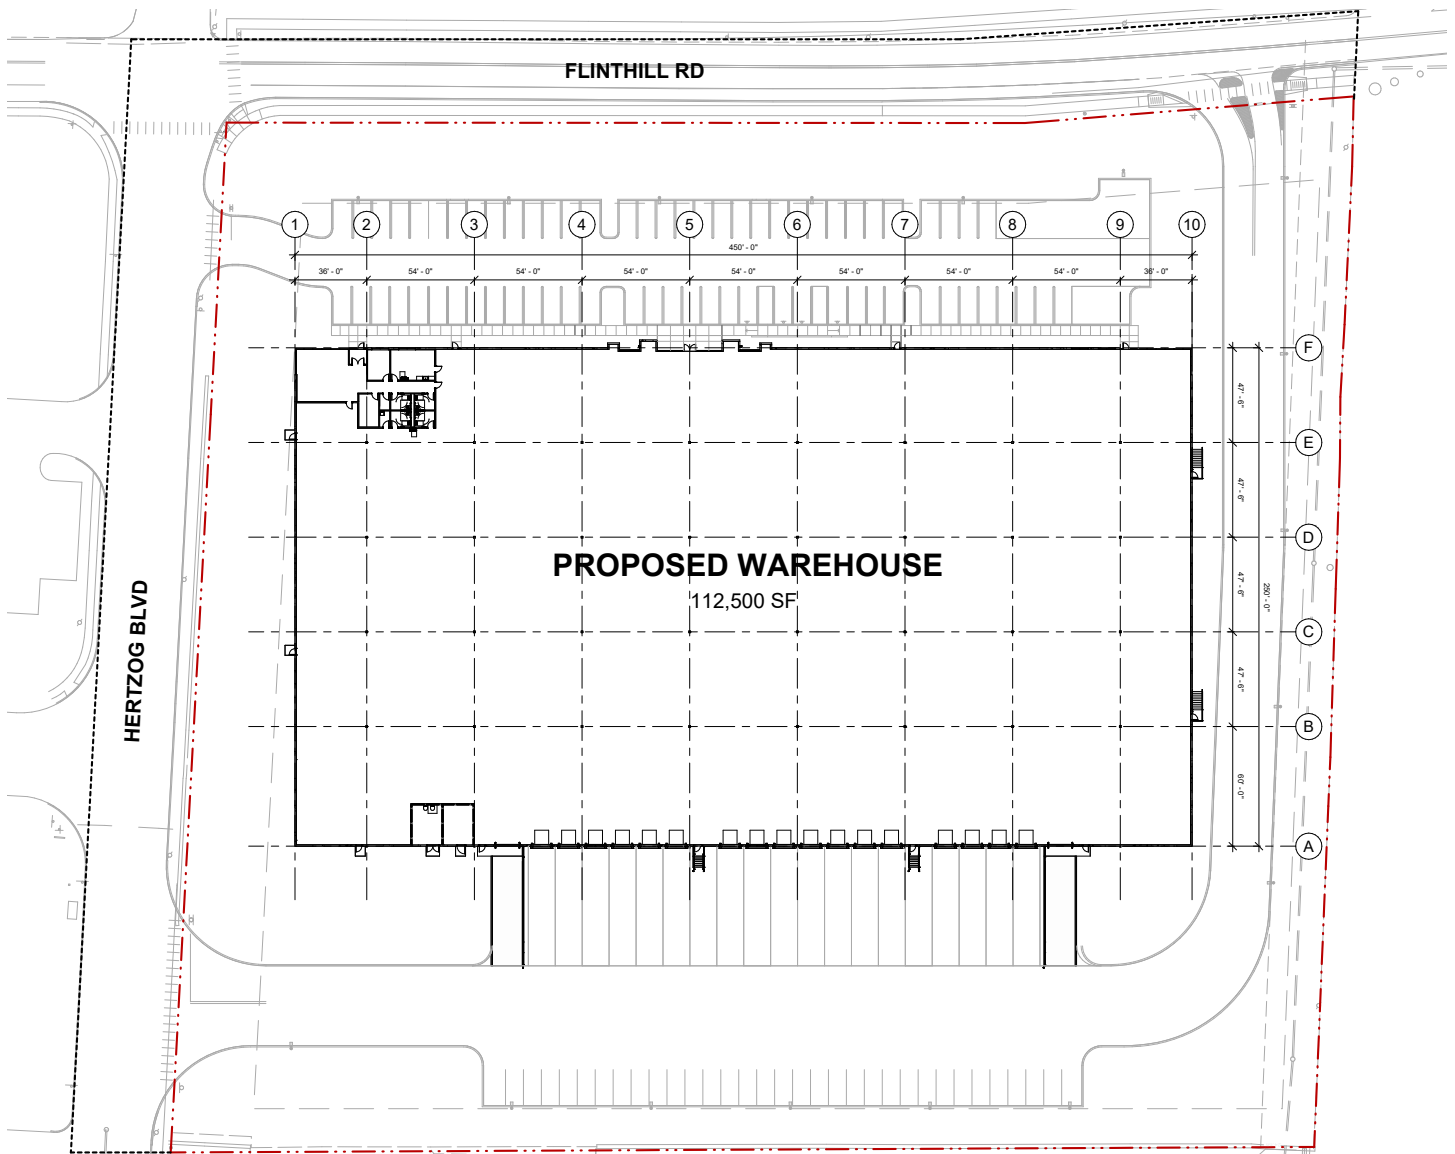 FLINTHILL RD
1
2
3
4
5
6
7
8
9
10
450' - 0"
36' - 0"
54' - 0"
54' - 0"
54' - 0"
54' - 0"
54' - 0"
54' - 0"
54' - 0"
36' - 0"
F
47' - 6"
E
47' - 6"
D
PROPOSED WAREHOUSE
112,500 SF
47' - 6"
250' - 0"
C
HERTZOG BLVD
47' - 6"
B
60' - 0"
A